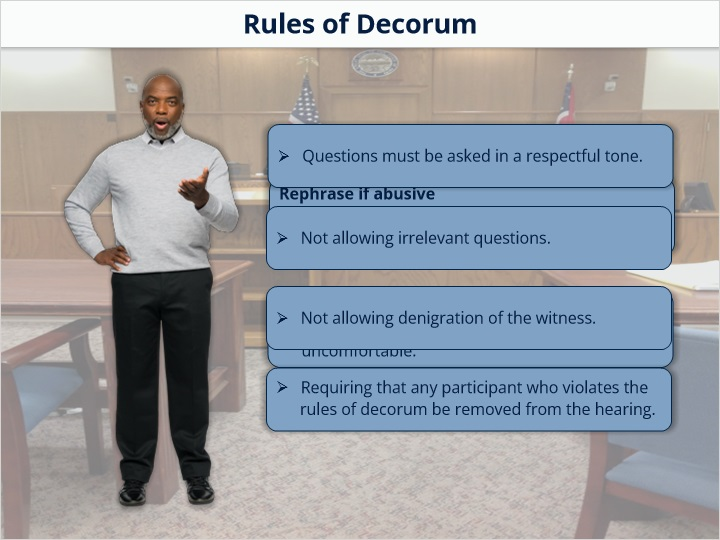 Rules of Decorum
➢ Questions must be asked in a respectful tone.
Rephrase if abusive
➢ Not allowing irrelevant questions.
➢ Not allowing denigration of the witness.
uncomfortable.
➢ Requiring that any participant who violates the
rules of decorum be removed from the hearing.